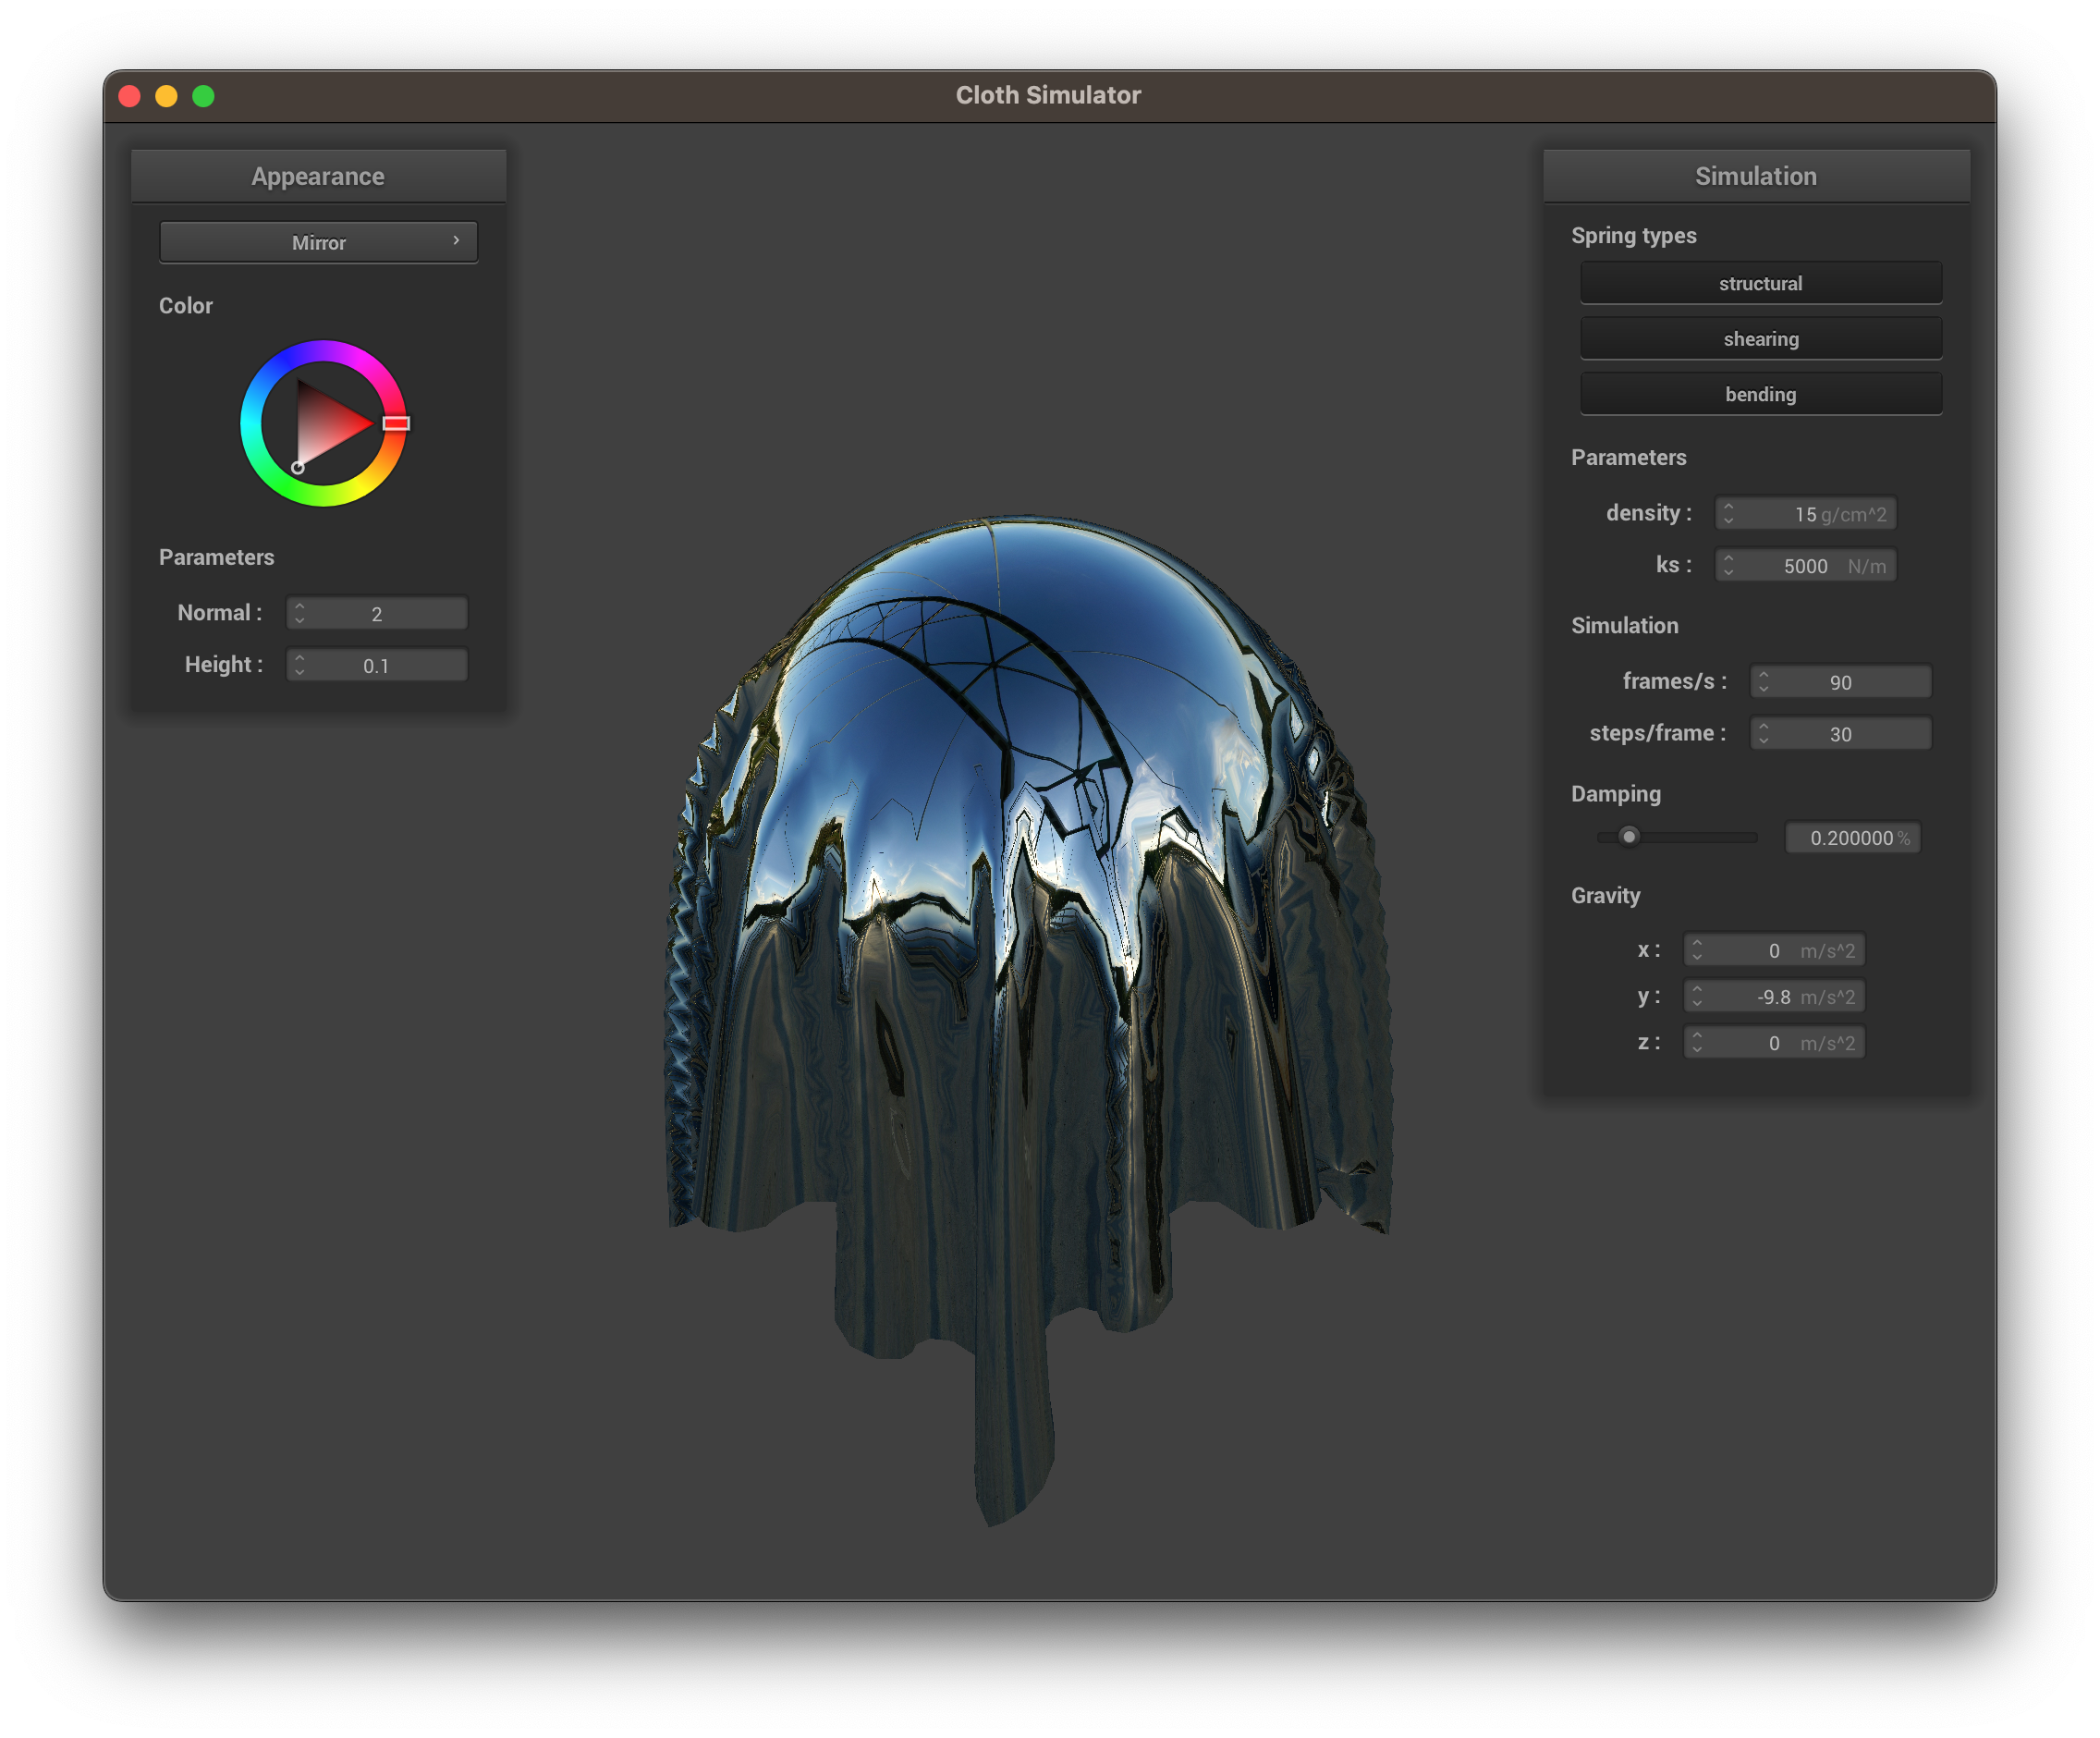 Cloth Simulator
Appearance
Mirror
Color
Parameters
Normal : 2
Height : 0.1
Simulation
Spring types
structural
shearing
bending
Parameters
density : 15 g/cm^2
ks : 5000 N/m
Simulation
frames/s : 90
steps/frame : 30
Damping
0.200000 %
Gravity
x : 0 m/s^2
y : -9.8 m/s^2
z : 0 m/s^2